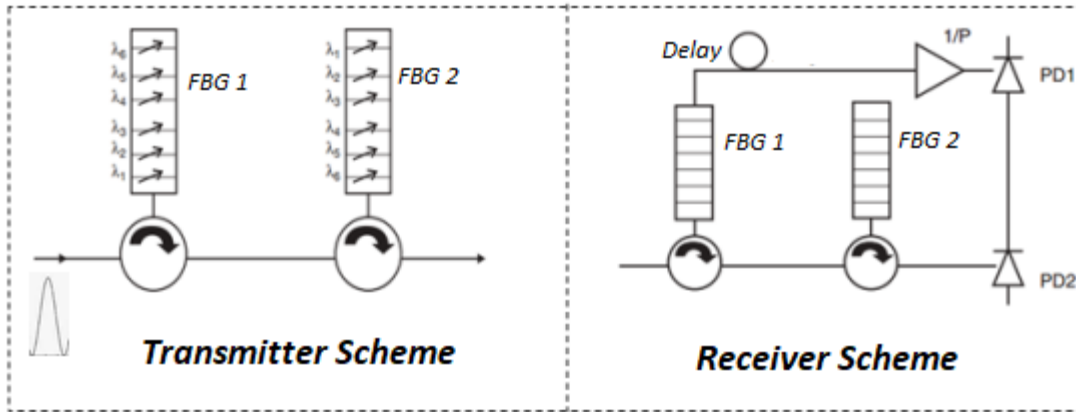 λ₆
λ₅
λ₄
λ₃
λ₂
λ₁
FBG 1
λ₁
λ₂
λ₃
λ₄
λ₅
λ₆
FBG 2
Transmitter Scheme
Delay
1/P
PD1
FBG 1
FBG 2
PD2
Receiver Scheme